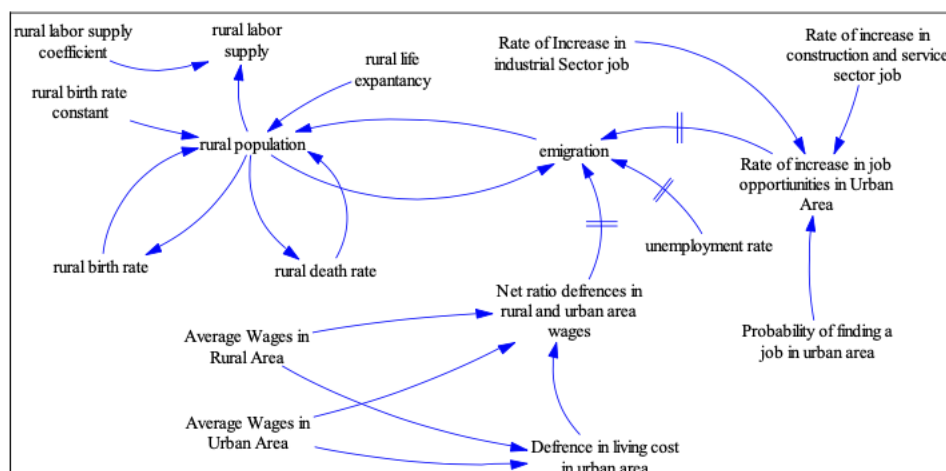 rural labor supply
coefficient
rural labor
supply
rural life
expantancy
Rate of Increase in
industrial Sector job
Rate of increase in
construction and service
sector job
rural birth rate
constant
rural population
emigration
Rate of increase in job
opportunities in Urban
Area
unemployment rate
rural birth rate
rural death rate
Net ratio defrences in
rural and urban area
wages
Average Wages in
Rural Area
Probability of finding a
job in urban area
Average Wages in
Urban Area
Defrence in living cost
in urban area